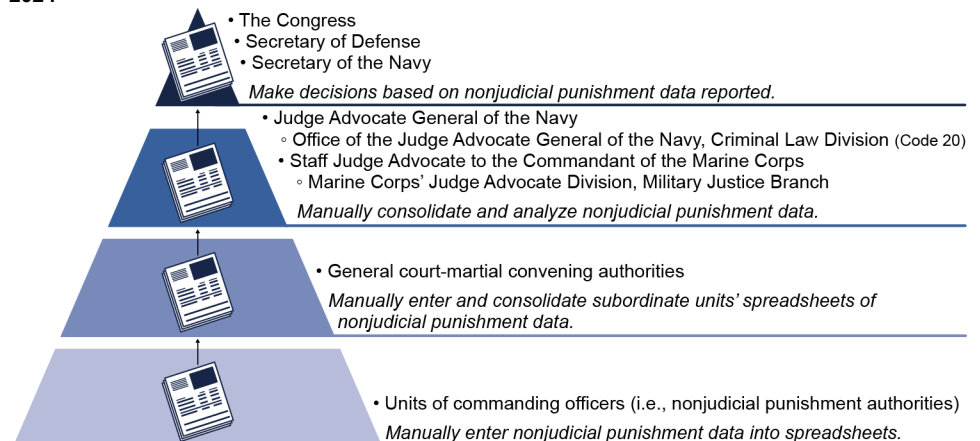 • The Congress
• Secretary of Defense
• Secretary of the Navy
Make decisions based on nonjudicial punishment data reported.
• Judge Advocate General of the Navy
◦ Office of the Judge Advocate General of the Navy, Criminal Law Division (Code 20)
• Staff Judge Advocate to the Commandant of the Marine Corps
◦ Marine Corps’ Judge Advocate Division, Military Justice Branch
Manually consolidate and analyze nonjudicial punishment data.
• General court-martial convening authorities
Manually enter and consolidate subordinate units’ spreadsheets of
nonjudicial punishment data.
• Units of commanding officers (i.e., nonjudicial punishment authorities)
Manually enter nonjudicial punishment data into spreadsheets.